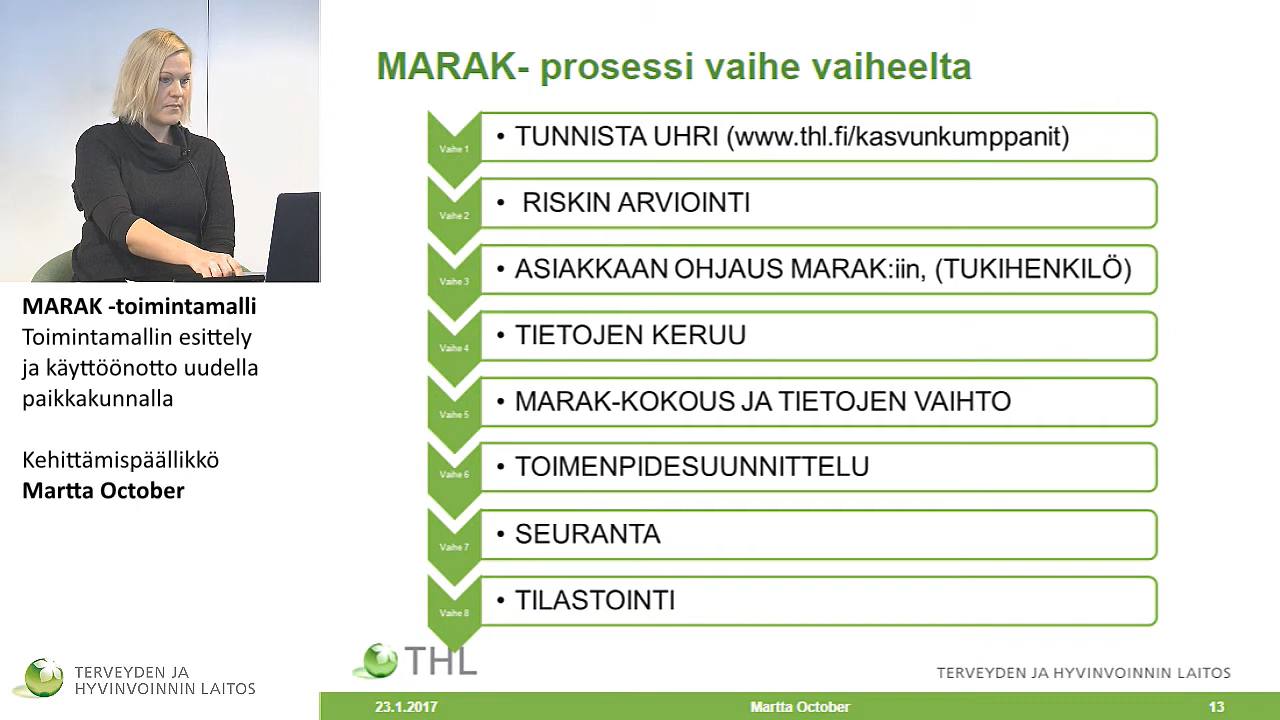 MARAK -toimintamalli
Toimintamallin esittely
ja käyttöönotto uudella
paikkakunnalla
Kehittämispäällikkö
Martta October
TERVEYDEN JA
HYVINVOINNIN LAITOS
MARAK- prosessi vaihe vaiheelta
Vaihe 1
• TUNNISTA UHRI (www.thl.fi/kasvunkumppanit)
Vaihe 2
• RISKIN ARVIOINTI
Vaihe 3
• ASIAKKAAN OHJAUS MARAK:iin, (TUKIHENKILÖ)
Vaihe 4
• TIETOJEN KERUU
Vaihe 5
• MARAK-KOKOUS JA TIETOJEN VAIHTO
Vaihe 6
• TOIMENPIDESUUNNITTELU
Vaihe 7
• SEURANTA
Vaihe 8
• TILASTOINTI
THL
TERVEYDEN JA HYVINVOINNIN LAITOS
23.1.2017
Martta October
13